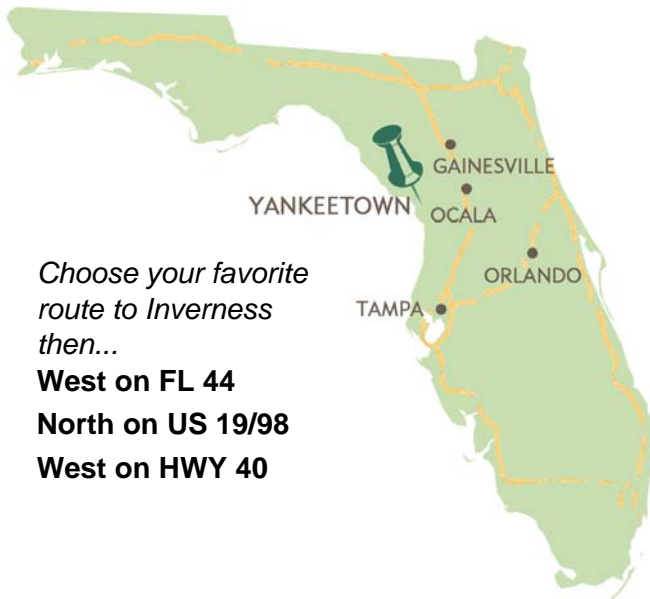 GAINESVILLE
YANKEETOWN
OCALA
ORLANDO
TAMPA
Choose your favorite
route to Inverness
then...
West on FL 44
North on US 19/98
West on HWY 40